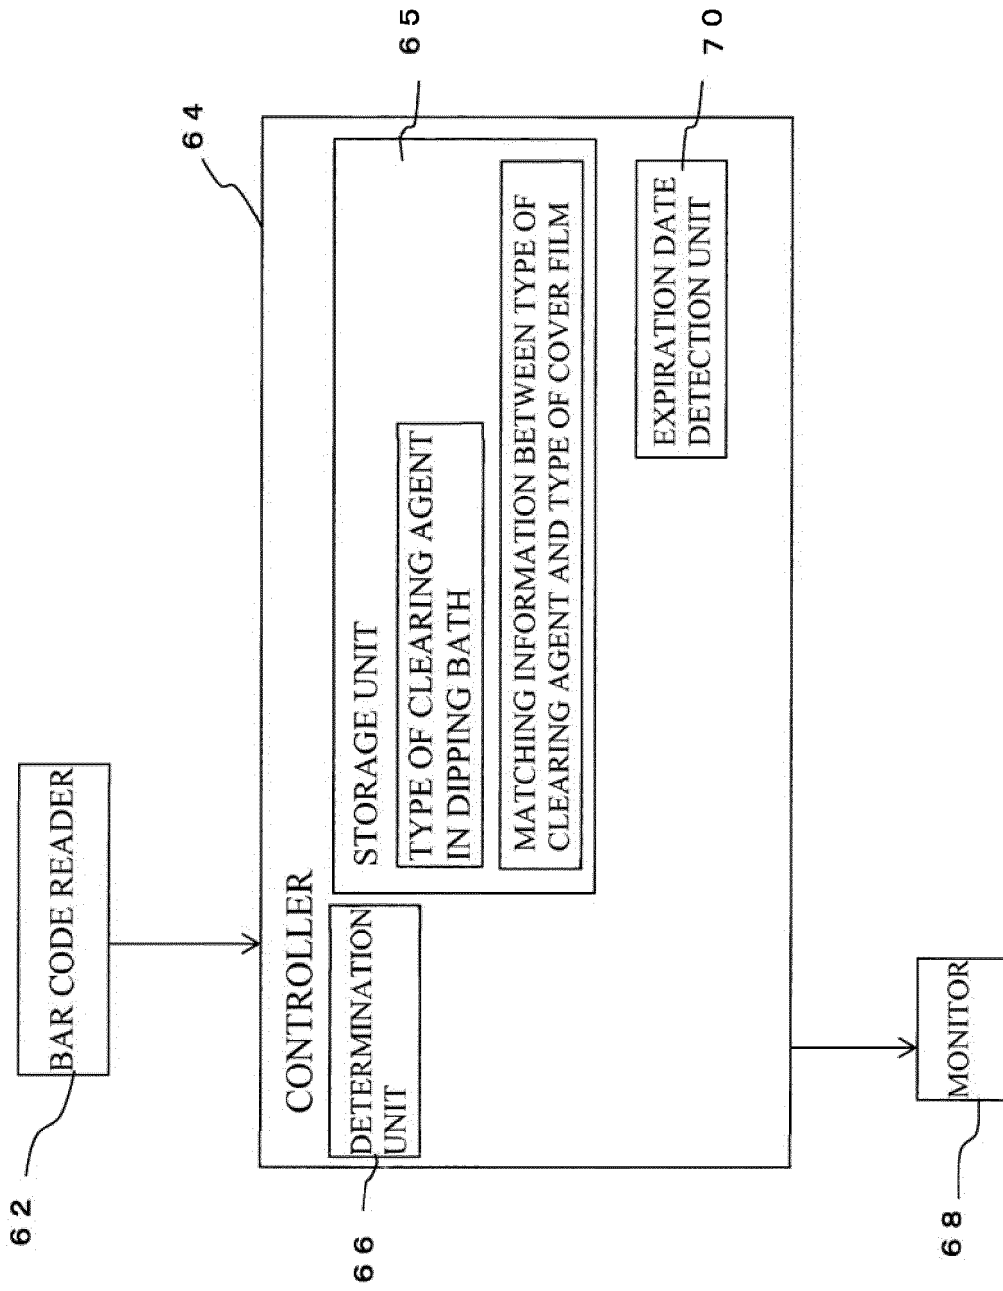 62
BAR CODE READER
64
CONTROLLER
66
DETERMINATION
UNIT
65
STORAGE UNIT
TYPE OF CLEARING AGENT
IN DIPPING BATH
MATCHING INFORMATION BETWEEN TYPE OF
CLEARING AGENT AND TYPE OF COVER FILM
70
EXPIRATION DATE
DETECTION UNIT
68
MONITOR